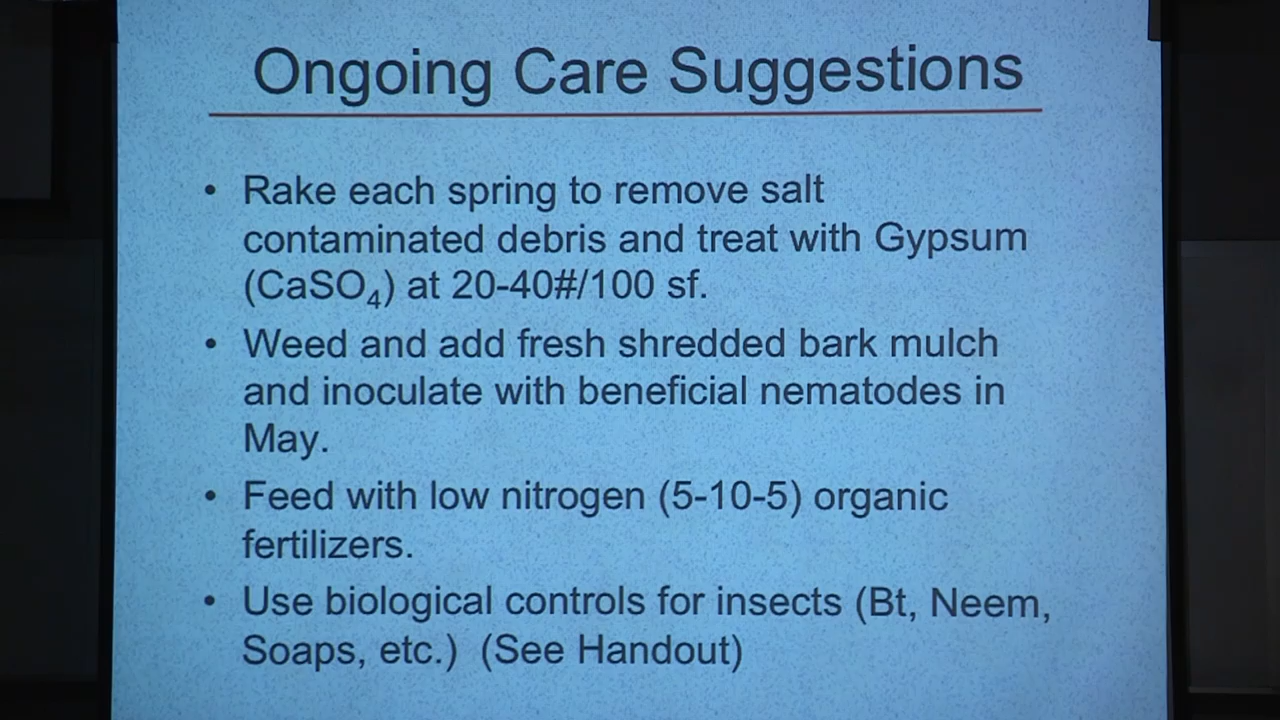 Ongoing Care Suggestions
• Rake each spring to remove salt
contaminated debris and treat with Gypsum
(CaSO₄) at 20-40#/100 sf.
• Weed and add fresh shredded bark mulch
and inoculate with beneficial nematodes in
May.
• Feed with low nitrogen (5-10-5) organic
fertilizers.
• Use biological controls for insects (Bt, Neem,
Soaps, etc.)  (See Handout)